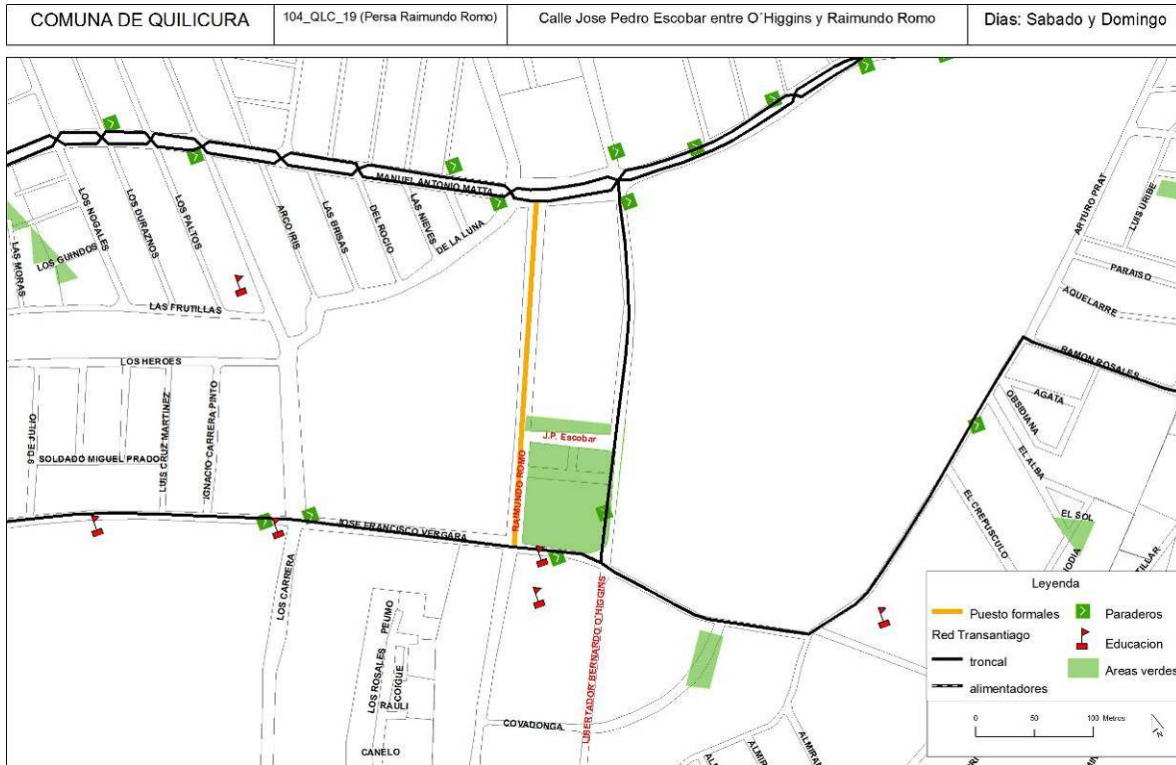 COMUNA DE QUILICURA
104_QLC_19 (Persa Raimundo Romo)
Calle Jose Pedro Escobar entre O´Higgins y Raimundo Romo
Dias: Sabado y Domingo
MANUEL ANTONIO MATTA
ARTURO PRAT
LUIS URIBE
LOS NOGALES
LOS DURAZNOS
LOS PALTOS
ARCO IRIS
LAS BRISAS
DEL ROCIO
LAS NIEVES
DE LA LUNA
LAS MORAS
LOS GUINDOS
PARAISO
AQUELARRE
LAS FRUTILLAS
LOS HEROES
RAMON ROSALES
AGATA
OBSIDIANA
9 DE JULIO
SOLDADO MIGUEL PRADO
LUIS CRUZ MARTINEZ
IGNACIO CARRERA PINTO
J.P. Escobar
RAIMUNDO ROMO
EL ALBA
EL SOL
EL CREPUSCULO
JOSE FRANCISCO VERGARA
LOS CARRERA
PEUMO
LOS ROSALES
COIGUE
RAULI
CANELO
LIBERTADOR BERNARDO O'HIGGINS
COVADONGA
Leyenda
Puesto formales
Paraderos
Red Transantiago
Educacion
troncal
Areas verdes
alimentadores
0 50 100 Metros
N